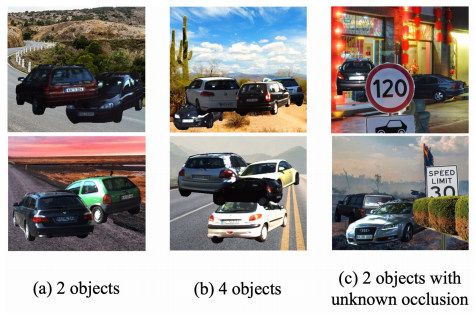 120
SPEED
LIMIT
30
(a) 2 objects
(b) 4 objects
(c) 2 objects with
unknown occlusion